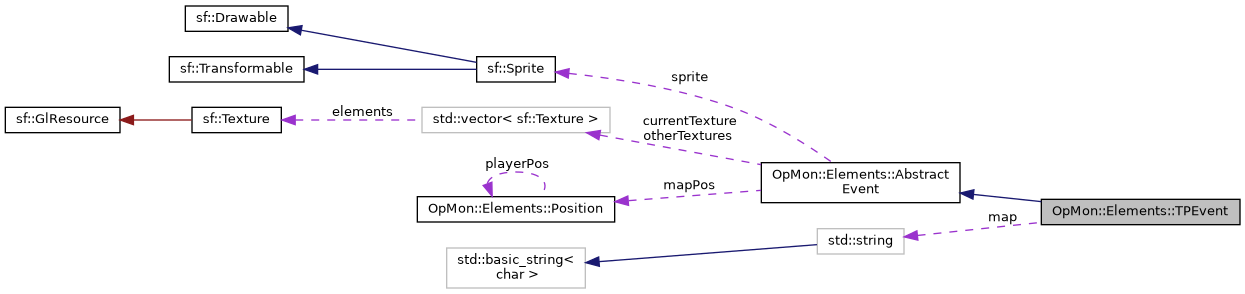 sf::Drawable
sf::Transformable
sf::Sprite
sprite
sf::GlResource
sf::Texture
elements
std::vector< sf::Texture >
currentTexture
otherTextures
playerPos
OpMon::Elements::Position
mapPos
OpMon::Elements::Abstract
Event
OpMon::Elements::TPEvent
map
std::string
std::basic_string<
char >